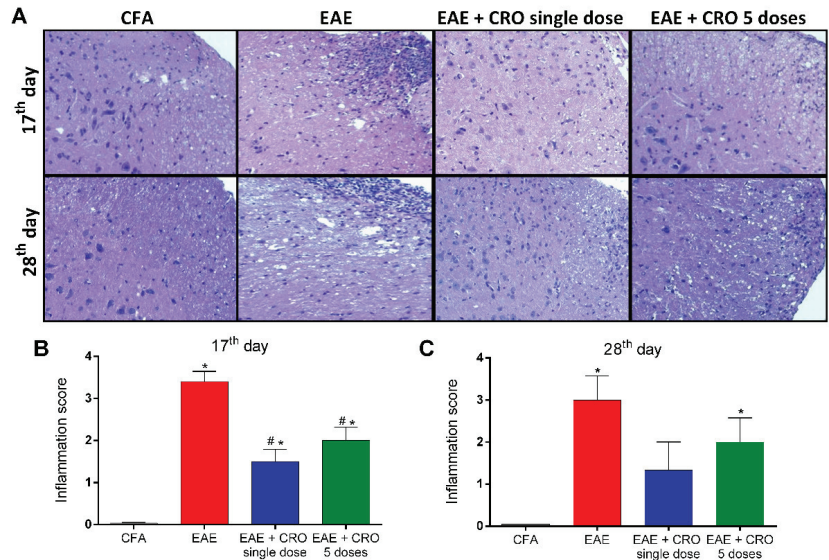 A
CFA
EAE
EAE + CRO single dose
EAE + CRO 5 doses
17th day
28th day
B
17th day
Inflammation score
4
3
2
1
0
*
# *
# *
CFA
EAE
EAE + CRO
single dose
EAE + CRO
5 doses
C
28th day
Inflammation score
4
3
2
1
0
*
*
CFA
EAE
EAE + CRO
single dose
EAE + CRO
5 doses